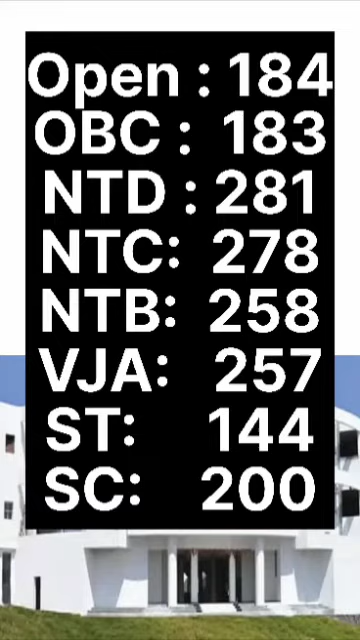 Open : 184
OBC : 183
NTD : 281
NTC: 278
NTB: 258
VJA: 257
ST: 144
SC: 200